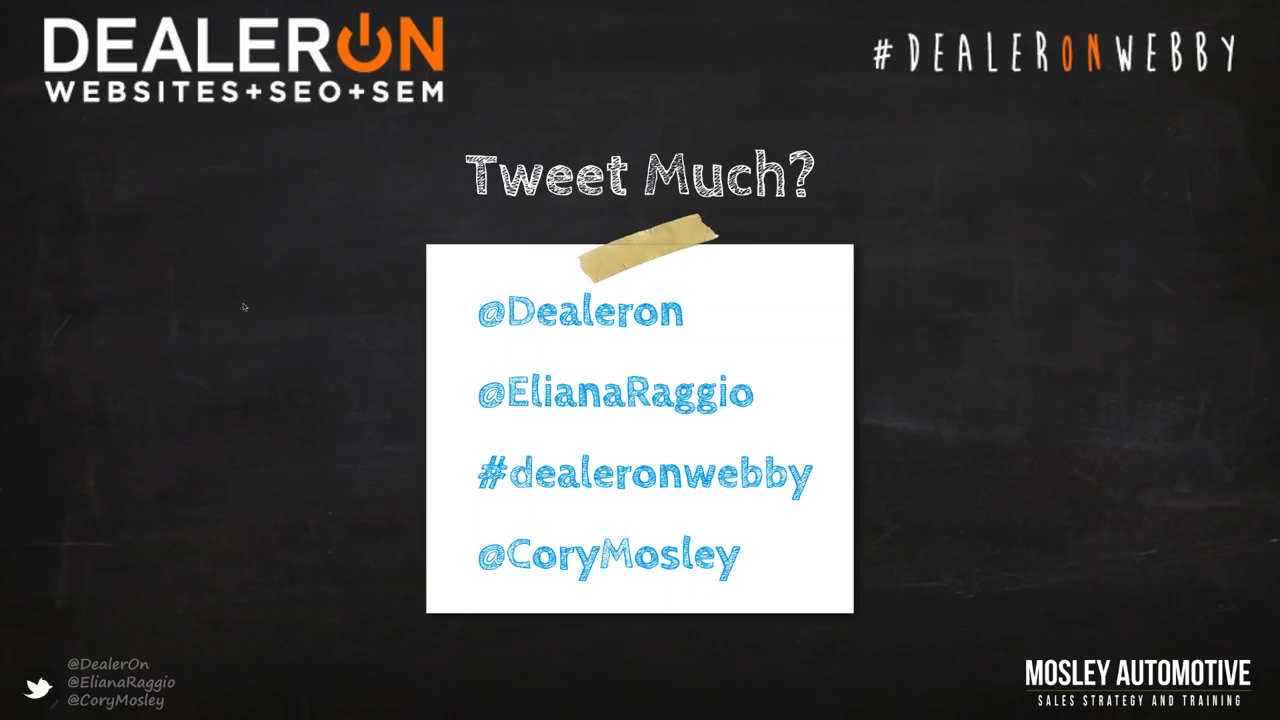 DEALERON
WEBSITES+SEO+SEM
#DEALERONWEBBY
Tweet Much?
@Dealeron
@ElianaRaggio
#dealeronwebby
@CoryMosley
@DealerOn
@ElianaRaggio
@CoryMosley
MOSLEY AUTOMOTIVE
SALES STRATEGY AND TRAINING